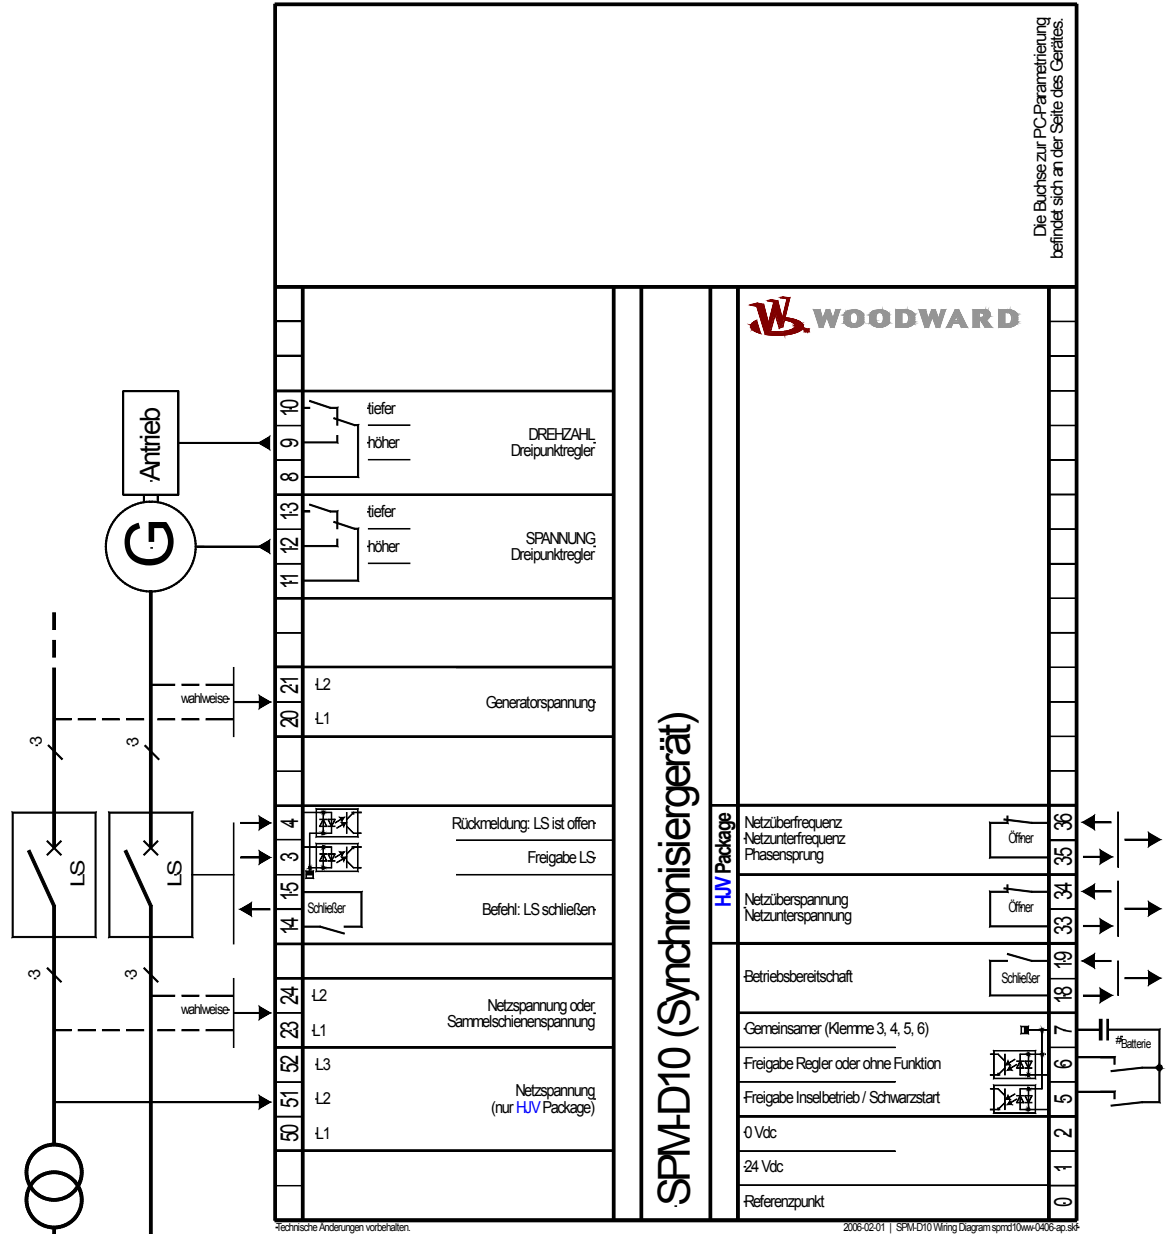 Die Buchse zur PC-Parametrierung
befindet sich an der Seite des Gerätes.
WOODWARD
Antrieb
G
10
tiefer
9
höher
8
DREHZAHL
Dreipunktregler
13
tiefer
12
höher
11
SPANNUNG
Dreipunktregler
wahlweise
21
L2
20
L1
Generatorspannung
3
3
LS
LS
4
Rückmeldung: LS ist offen
3
Freigabe LS
15
14
Schließer
Befehl: LS schließen
3
3
wahlweise
24
L2
23
L1
Netzspannung oder
Sammelschienenspannung
52
L3
51
L2
50
L1
Netzspannung
(nur HJV Package)
SPM-D10 (Synchronisiergerät)
HJV Package
Netzüberfrequenz
Netzunterfrequenz
Phasensprung
Öffner
36
35
Netzüberspannung
Netzunterspannung
Öffner
34
33
Betriebsbereitschaft
Schließer
19
18
Gemeinsamer (Klemme 3, 4, 5, 6)
7
#Batterie
Freigabe Regler oder ohne Funktion
6
Freigabe Inselbetrieb / Schwarzstart
5
0 Vdc
2
24 Vdc
1
Referenzpunkt
0
Technische Änderungen vorbehalten.
2006-02-01 | SPM-D10 Wiring Diagram spmd10ww-0406-ap.skf